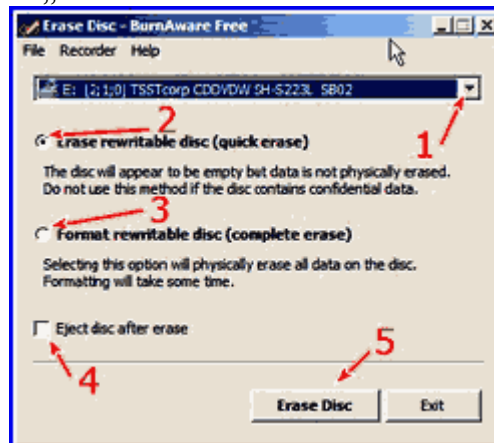 ,,
Erase Disc - BurnAware Free
File Recorder Help
E: [2;1;0] TSSTcorp CDDVDW SH-S223L SB02
1
2
Erase rewritable disc (quick erase)
The disc will appear to be empty but data is not physically erased.
Do not use this method if the disc contains confidential data.
3
Format rewritable disc (complete erase)
Selecting this option will physically erase all data on the disc.
Formatting will take some time.
Eject disc after erase
4
5
Erase Disc Exit